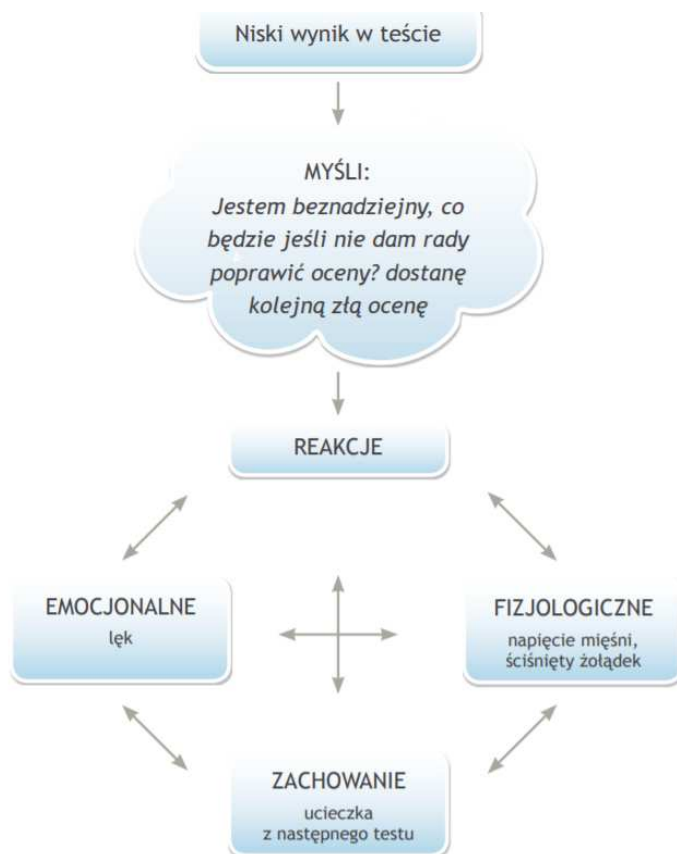 Niski wynik w teście
MYŚLI:
Jestem beznadziejny, co
będzie jeśli nie dam rady
poprawić oceny? dostanę
kolejną złą ocenę
REAKCJE
EMOCJONALNE
lęk
FIZJOLOGICZNE
napięcie mięśni,
ściśnięty żołądek
ZACHOWANIE
ucieczka
z następnego testu